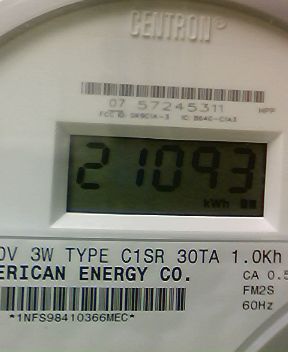 CENTRON®
07 57245311
HPP
21093
kWh
0V 3W TYPE C1SR 30TA 1.0Kh
ERICAN ENERGY CO.
CA 0.5
FM2S
60Hz
*1NFS98410366MEC*